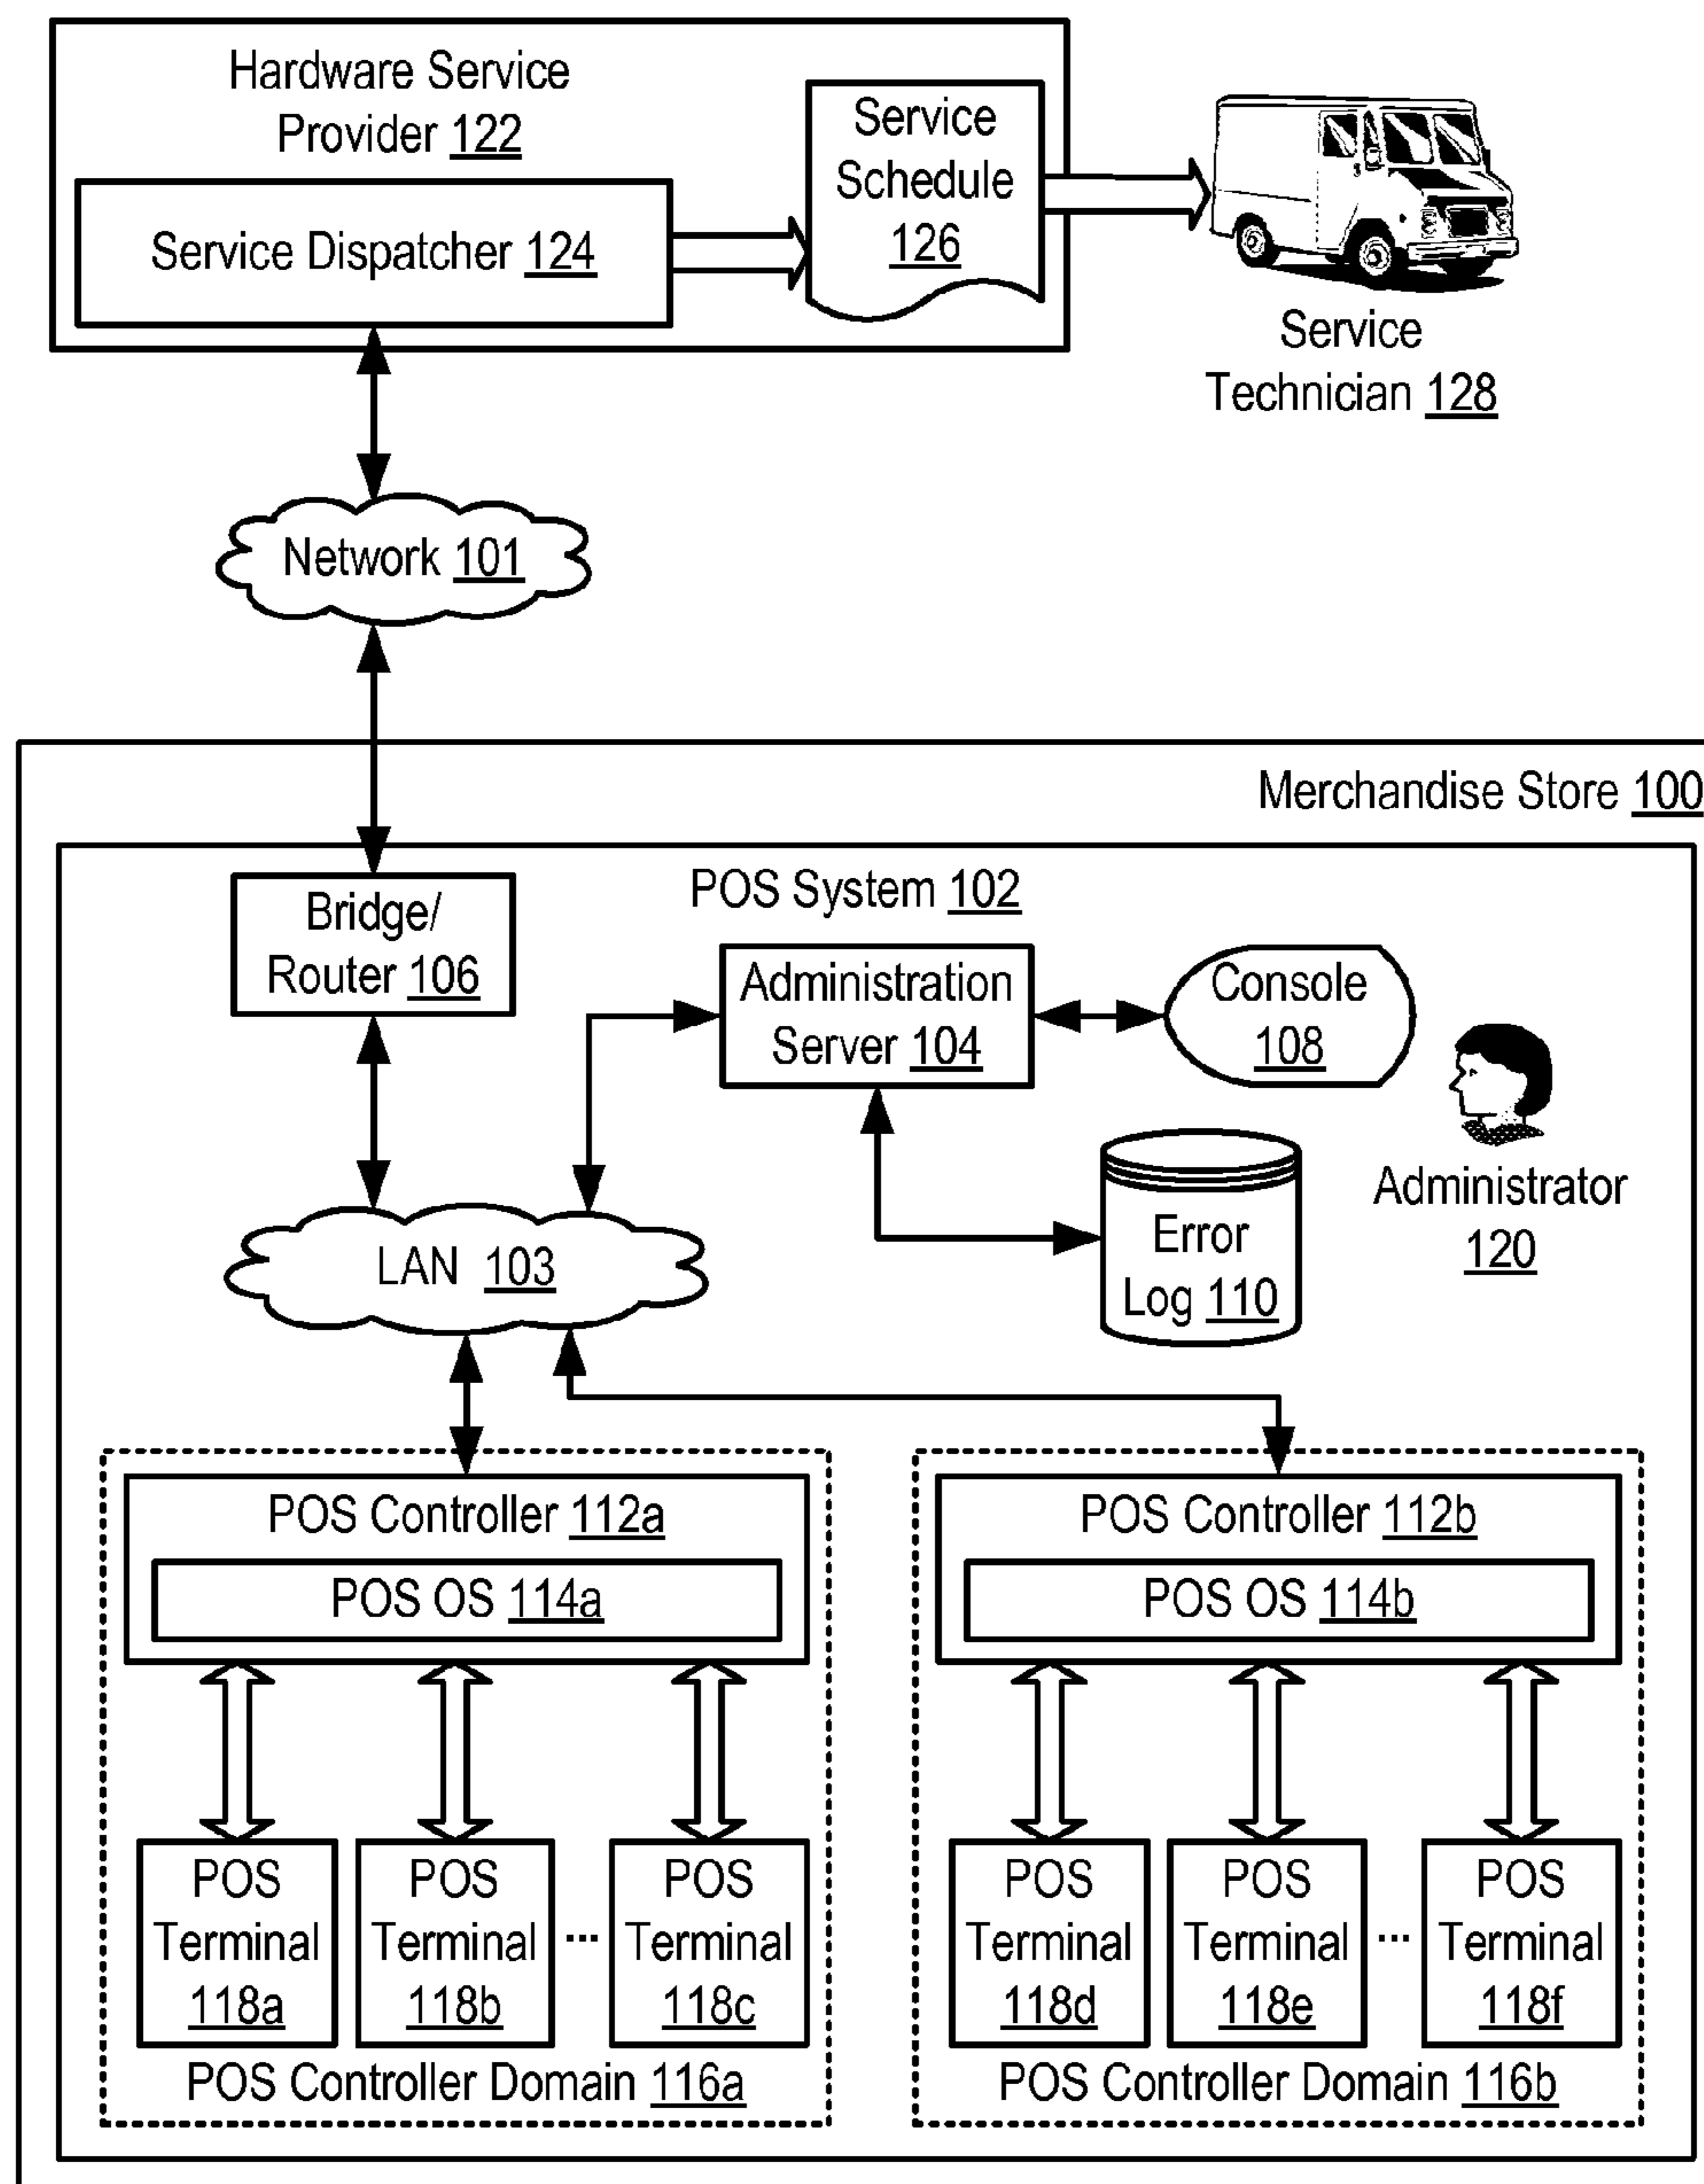 Hardware Service
Provider 122
Service Dispatcher 124
Service
Schedule
126
Service
Technician 128
Network 101
Merchandise Store 100
Bridge/
Router 106
POS System 102
Administration
Server 104
Console
108
Administrator
120
Error
Log 110
LAN 103
POS Controller 112a
POS OS 114a
POS Controller 112b
POS OS 114b
POS
Terminal
118a
POS
Terminal
118b
...
POS
Terminal
118c
POS
Terminal
118d
POS
Terminal
118e
...
POS
Terminal
118f
POS Controller Domain 116a
POS Controller Domain 116b